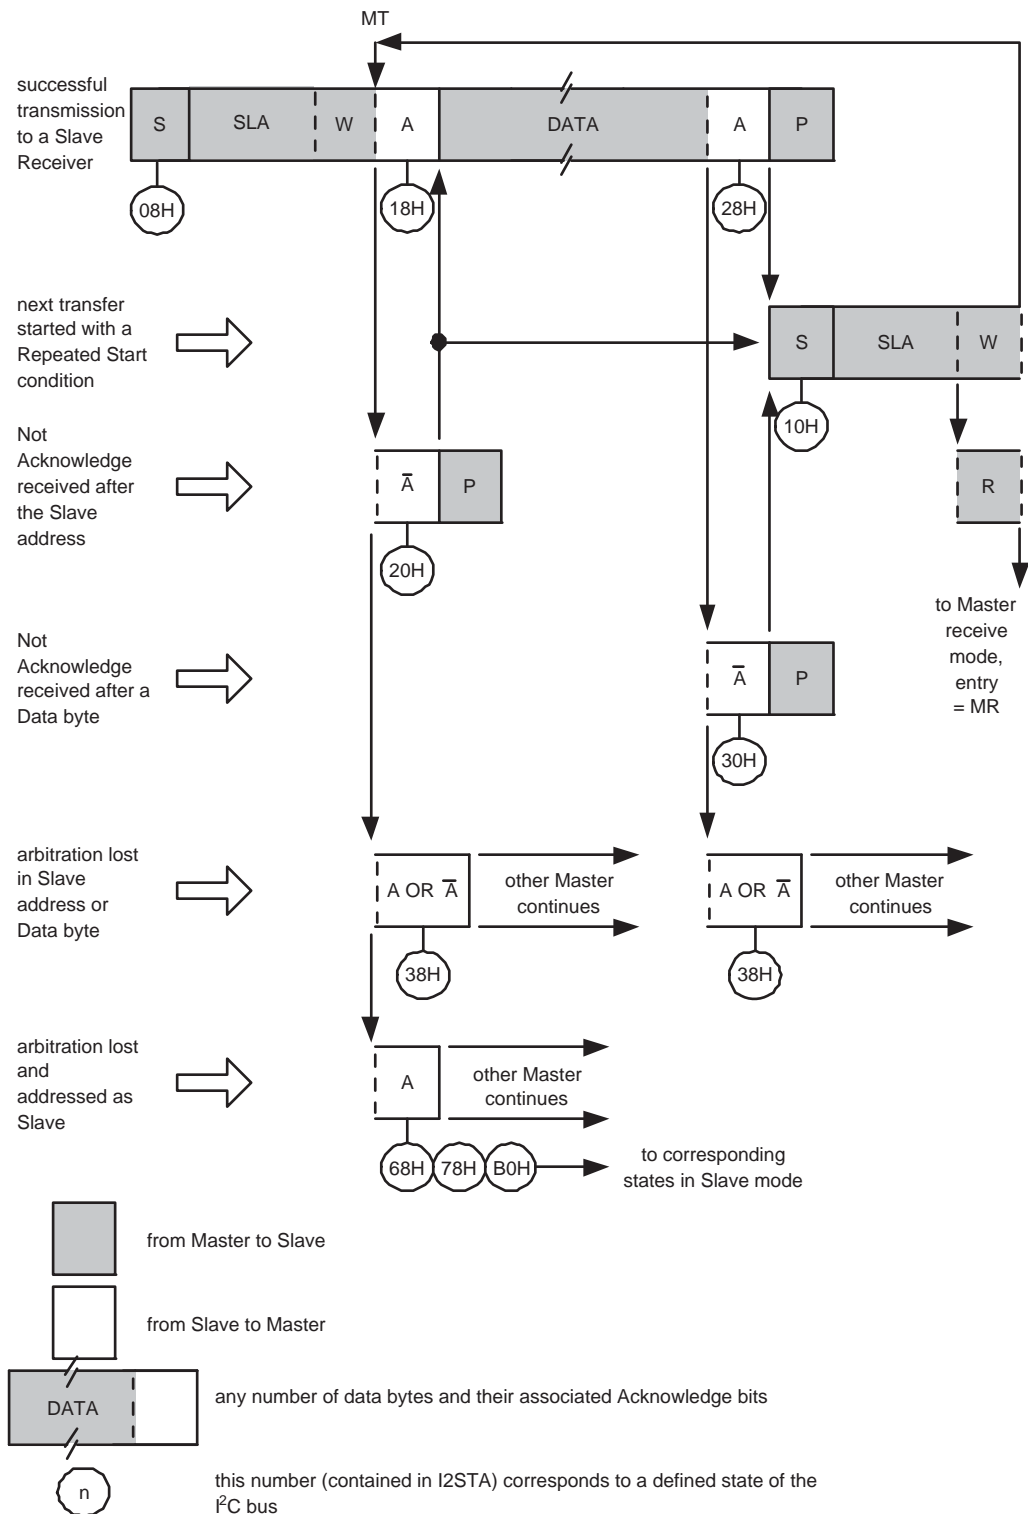 MT
successful
transmission
to a Slave
Receiver
S SLA W A DATA A P
08H 18H 28H
next transfer
started with a
Repeated Start
condition
S SLA W
10H
Not
Acknowledge
received after
the Slave
address
A̅ P
R
20H
to Master
receive
mode,
entry
= MR
Not
Acknowledge
received after a
Data byte
A̅ P
30H
arbitration lost
in Slave
address or
Data byte
A OR A̅
other Master
continues
A OR A̅
other Master
continues
38H 38H
arbitration lost
and
addressed as
Slave
A
other Master
continues
68H 78H B0H
to corresponding
states in Slave mode
from Master to Slave
from Slave to Master
DATA
any number of data bytes and their associated Acknowledge bits
n
this number (contained in I2STA) corresponds to a defined state of the
I²C bus